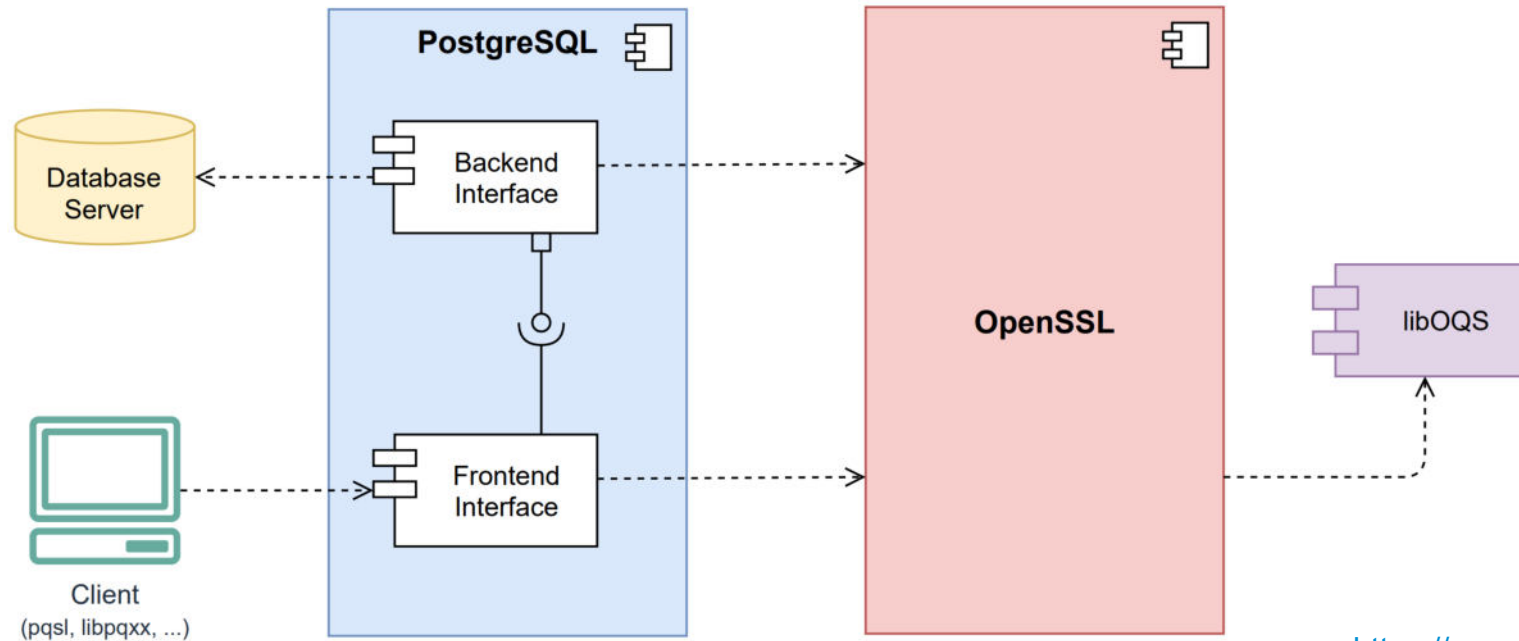 PostgreSQL
Backend
Interface
Database
Server
OpenSSL
libOQS
Frontend
Interface
Client
(pqsl, libpqxx, ...)